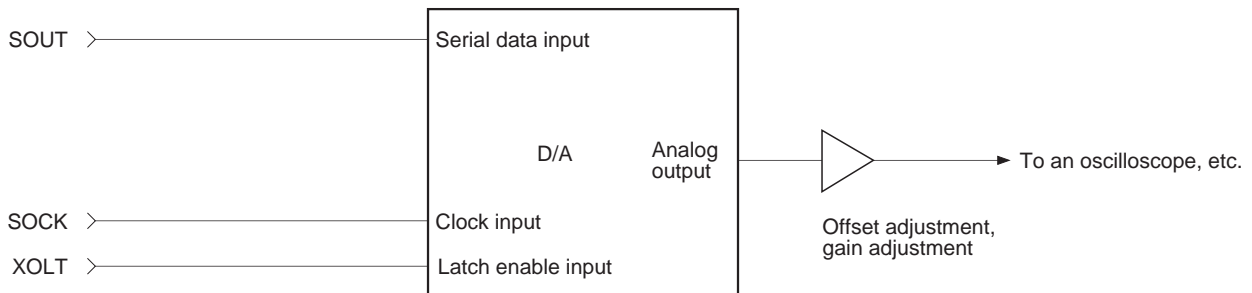 SOUT
Serial data input
D/A
Analog
output
To an oscilloscope, etc.
SOCK
Clock input
Offset adjustment,
gain adjustment
XOLT
Latch enable input